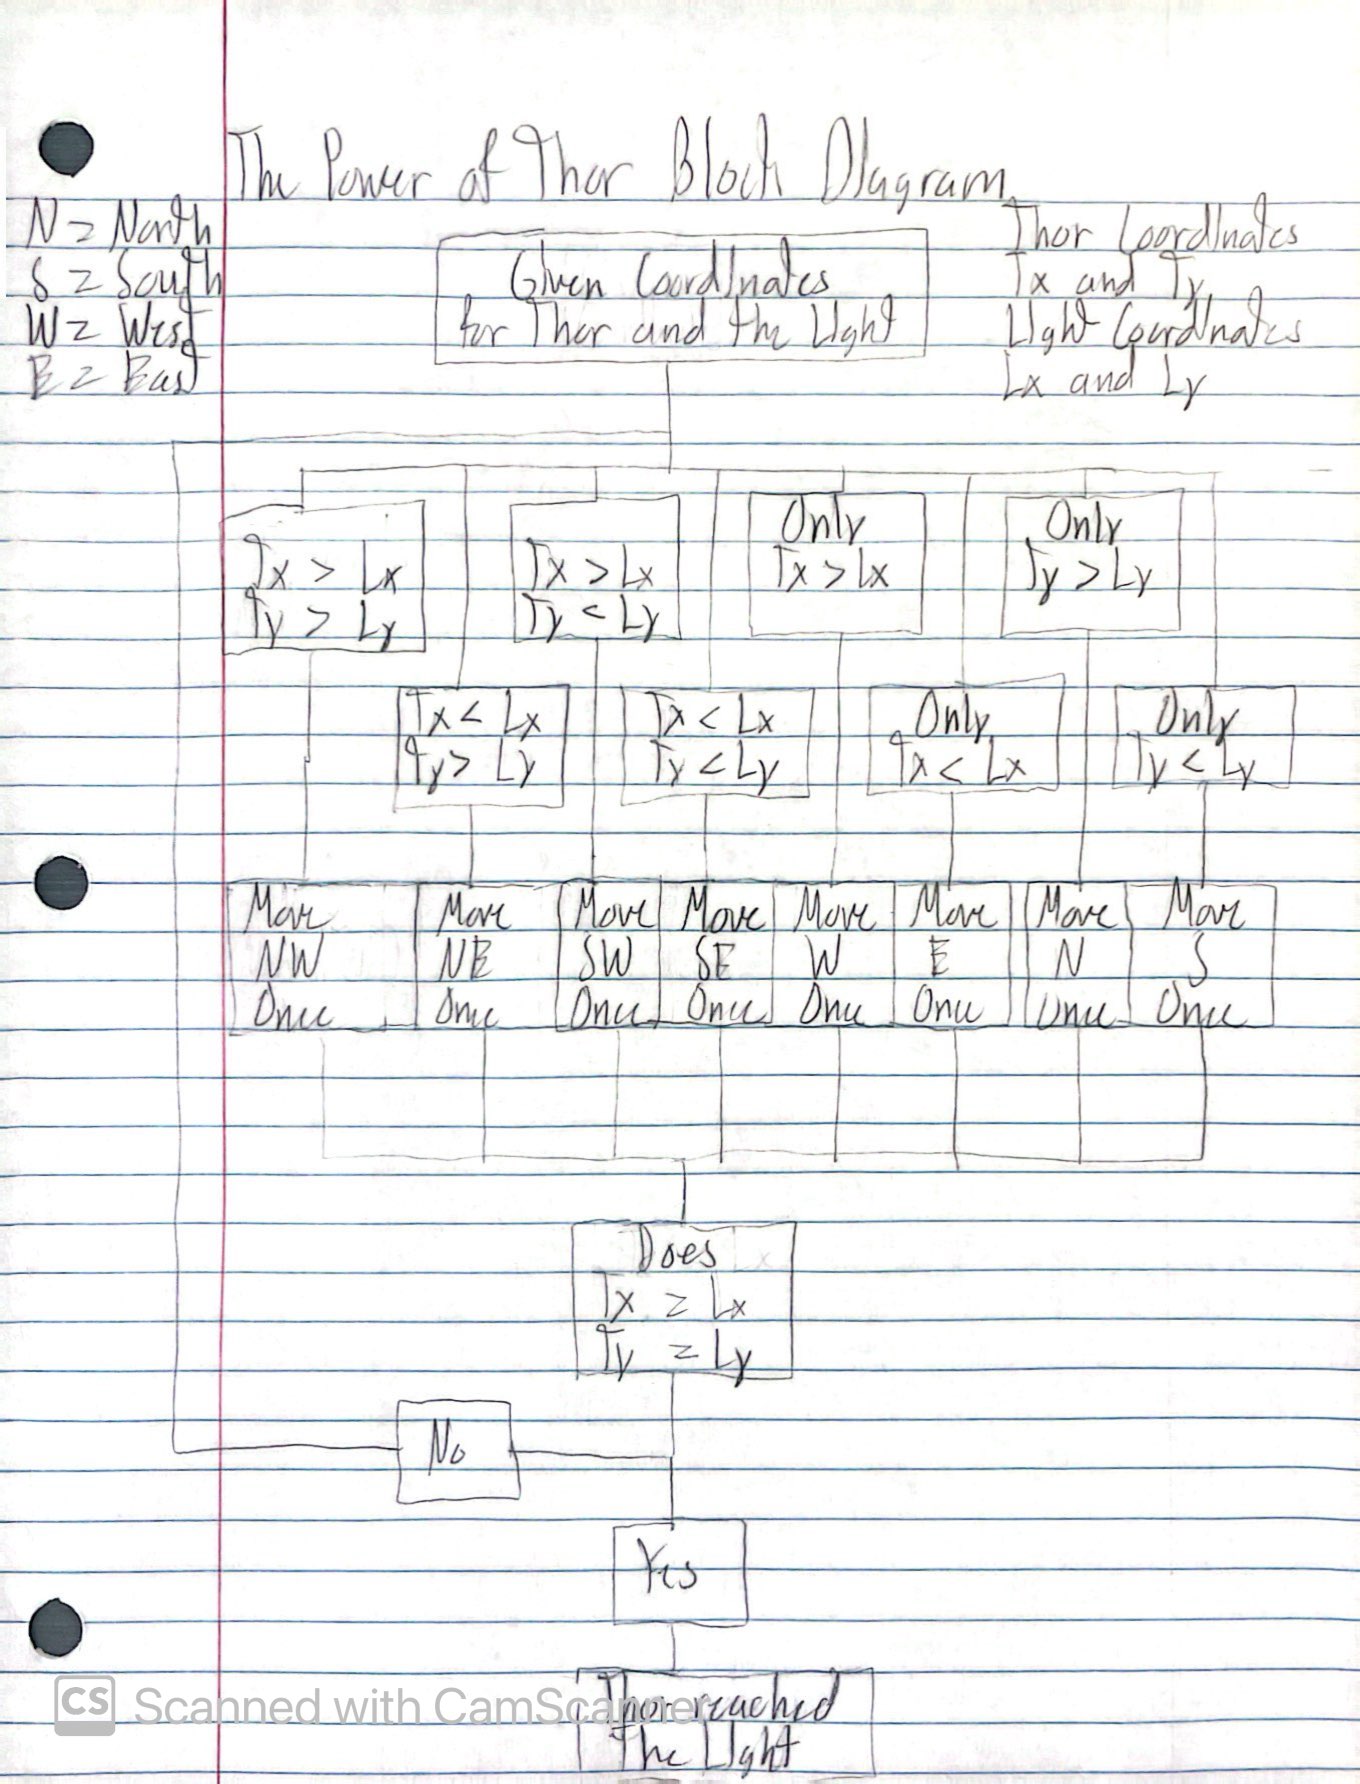 The Power of Thor Block Diagram
N = North
S = South
W = West
E = East
Thor Coordinates
Tx and Ty
Light Coordinates
Lx and Ly
Given Coordinates
for Thor and the Light
Tx > Lx
Ty > Ly
Tx > Lx
Ty < Ly
Only
Tx > Lx
Only
Ty > Ly
Tx < Lx
Ty > Ly
Tx < Lx
Ty < Ly
Only
Tx < Lx
Only
Ty < Ly
Move
NW
Once
Move
NE
Once
Move
SW
Once
Move
SE
Once
Move
W
Once
Move
E
Once
Move
N
Once
Move
S
Once
Does
Tx = Lx
Ty = Ly
No
Yes
Thor reached
The Light
CS Scanned with CamScanner